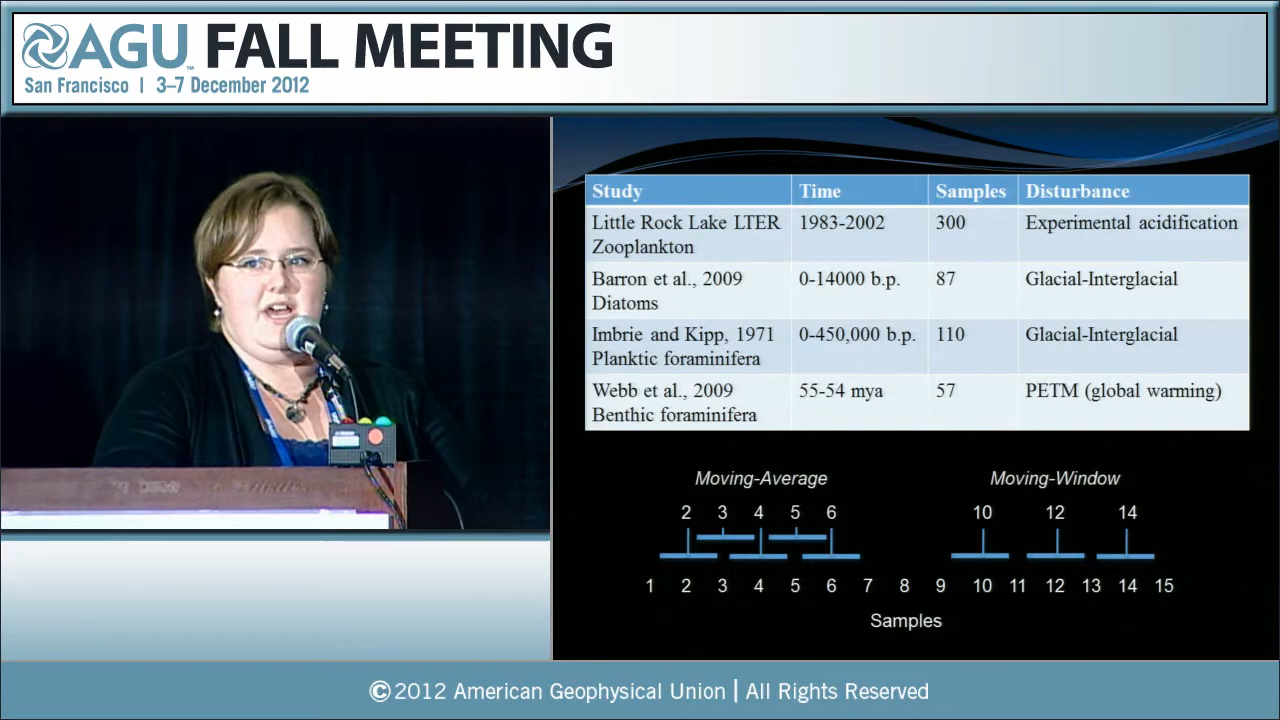 AGU™ FALL MEETING
San Francisco | 3–7 December 2012
Study Time Samples Disturbance
Little Rock Lake LTER 1983-2002 300 Experimental acidification
Zooplankton
Barron et al., 2009 0-14000 b.p. 87 Glacial-Interglacial
Diatoms
Imbrie and Kipp, 1971 0-450,000 b.p. 110 Glacial-Interglacial
Planktic foraminifera
Webb et al., 2009 55-54 mya 57 PETM (global warming)
Benthic foraminifera
Moving-Average Moving-Window
2 3 4 5 6 10 12 14
1 2 3 4 5 6 7 8 9 10 11 12 13 14 15
Samples
©2012 American Geophysical Union | All Rights Reserved